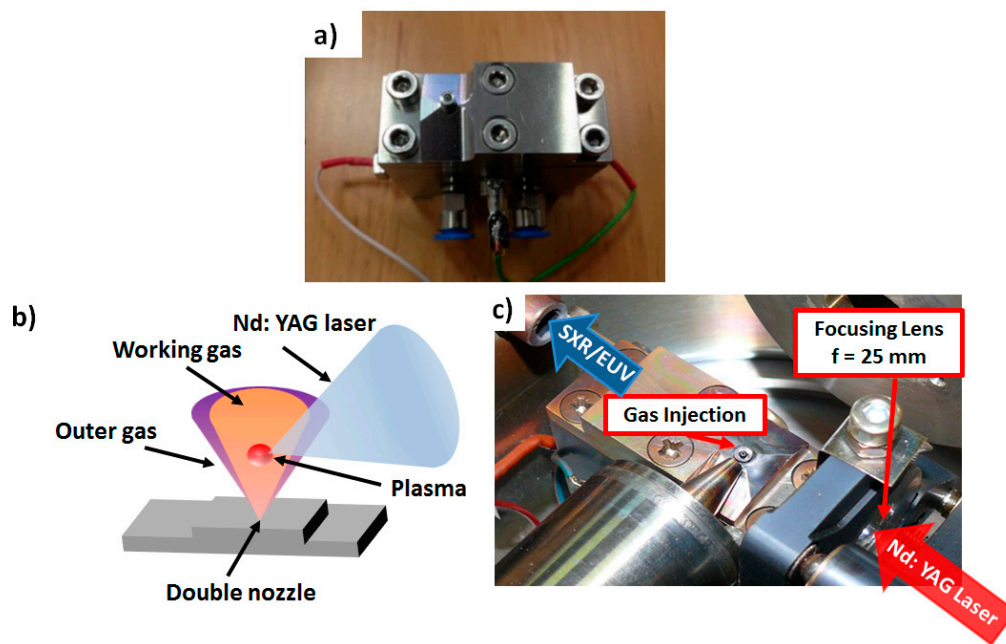 a)
b)
Nd: YAG laser
Working gas
Outer gas
Plasma
Double nozzle
c)
SXR/EUV
Gas Injection
Focusing Lens
f = 25 mm
Nd: YAG Laser